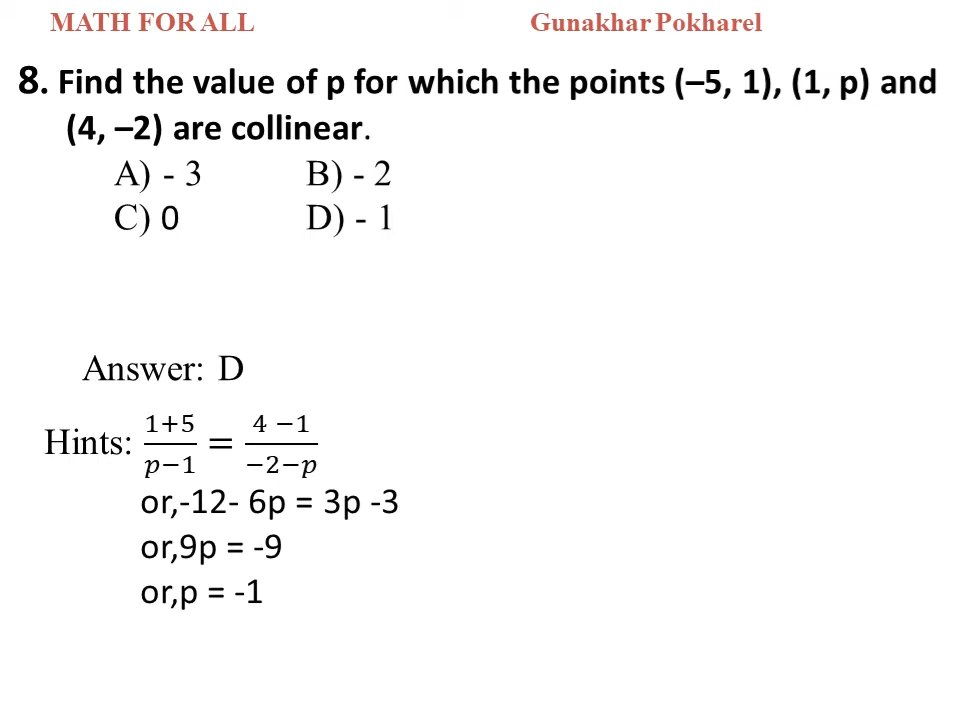 MATH FOR ALL Gunakhar Pokharel
8. Find the value of p for which the points (–5, 1), (1, p) and
(4, –2) are collinear.
A) - 3 B) - 2
C) 0 D) - 1
Answer: D
Hints: (1+5)/(p−1) = (4 −1)/(−2−p)
or,-12- 6p = 3p -3
or,9p = -9
or,p = -1